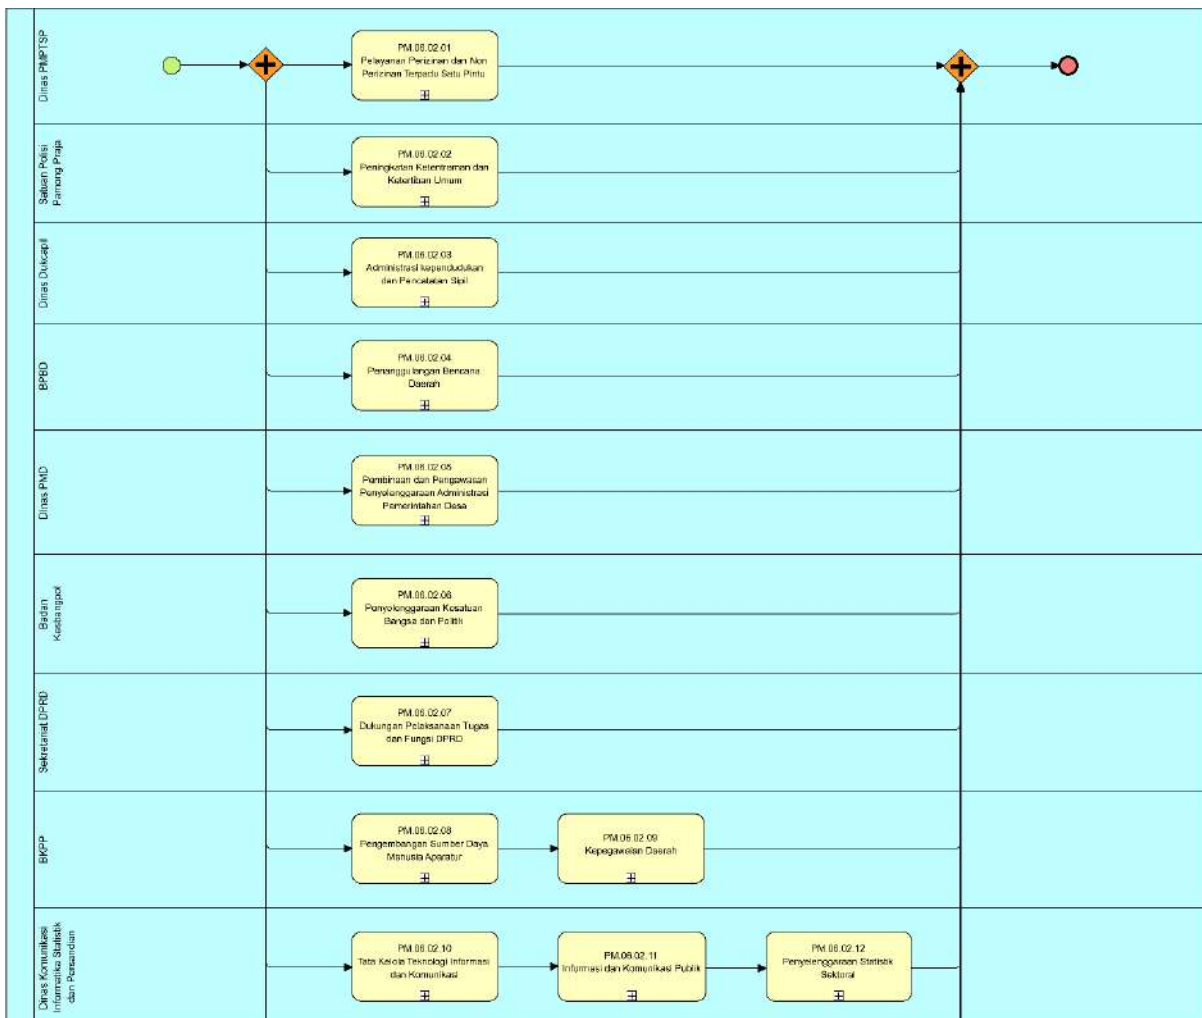 Dinas PMPTSP
PM.06.02.01
Pelayanan Perizinan dan Non
Perizinan Terpadu Satu Pintu
Satuan Polisi
Pamong Praja
PM.06.02.02
Peningkatan Ketentraman dan
Ketertiban Umum
Dinas Dukcapil
PM.06.02.03
Administrasi kependudukan
dan Pencatatan Sipil
BPBD
PM.06.02.04
Penanggulangan Bencana
Daerah
Dinas PMD
PM.06.02.05
Pembinaan dan Pengawasan
Penyelenggaraan Administrasi
Pemerintahan Desa
Badan
Kesbangpol
PM.06.02.06
Penyelenggaraan Kesatuan
Bangsa dan Politik
Sekretariat DPRD
PM.06.02.07
Dukungan Pelaksanaan Tugas
dan Fungsi DPRD
BKPP
PM.06.02.08
Pengembangan Sumber Daya
Manusia Aparatur
PM.06.02.09
Kepegawaian Daerah
Dinas Komunikasi
Informatika Statistik
dan Persandian
PM.06.02.10
Tata Kelola Teknologi Informasi
dan Komunikasi
PM.06.02.11
Informasi dan Komunikasi Publik
PM.06.02.12
Penyelenggaraan Statistik
Sektoral